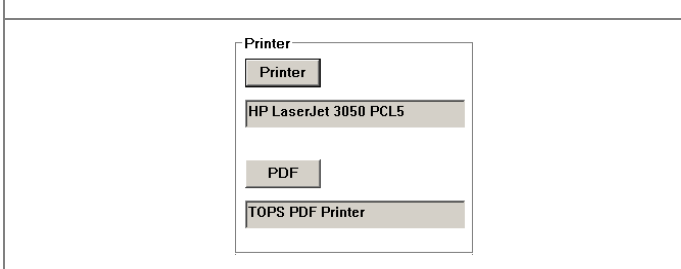 Printer
Printer
HP LaserJet 3050 PCL5
PDF
TOPS PDF Printer